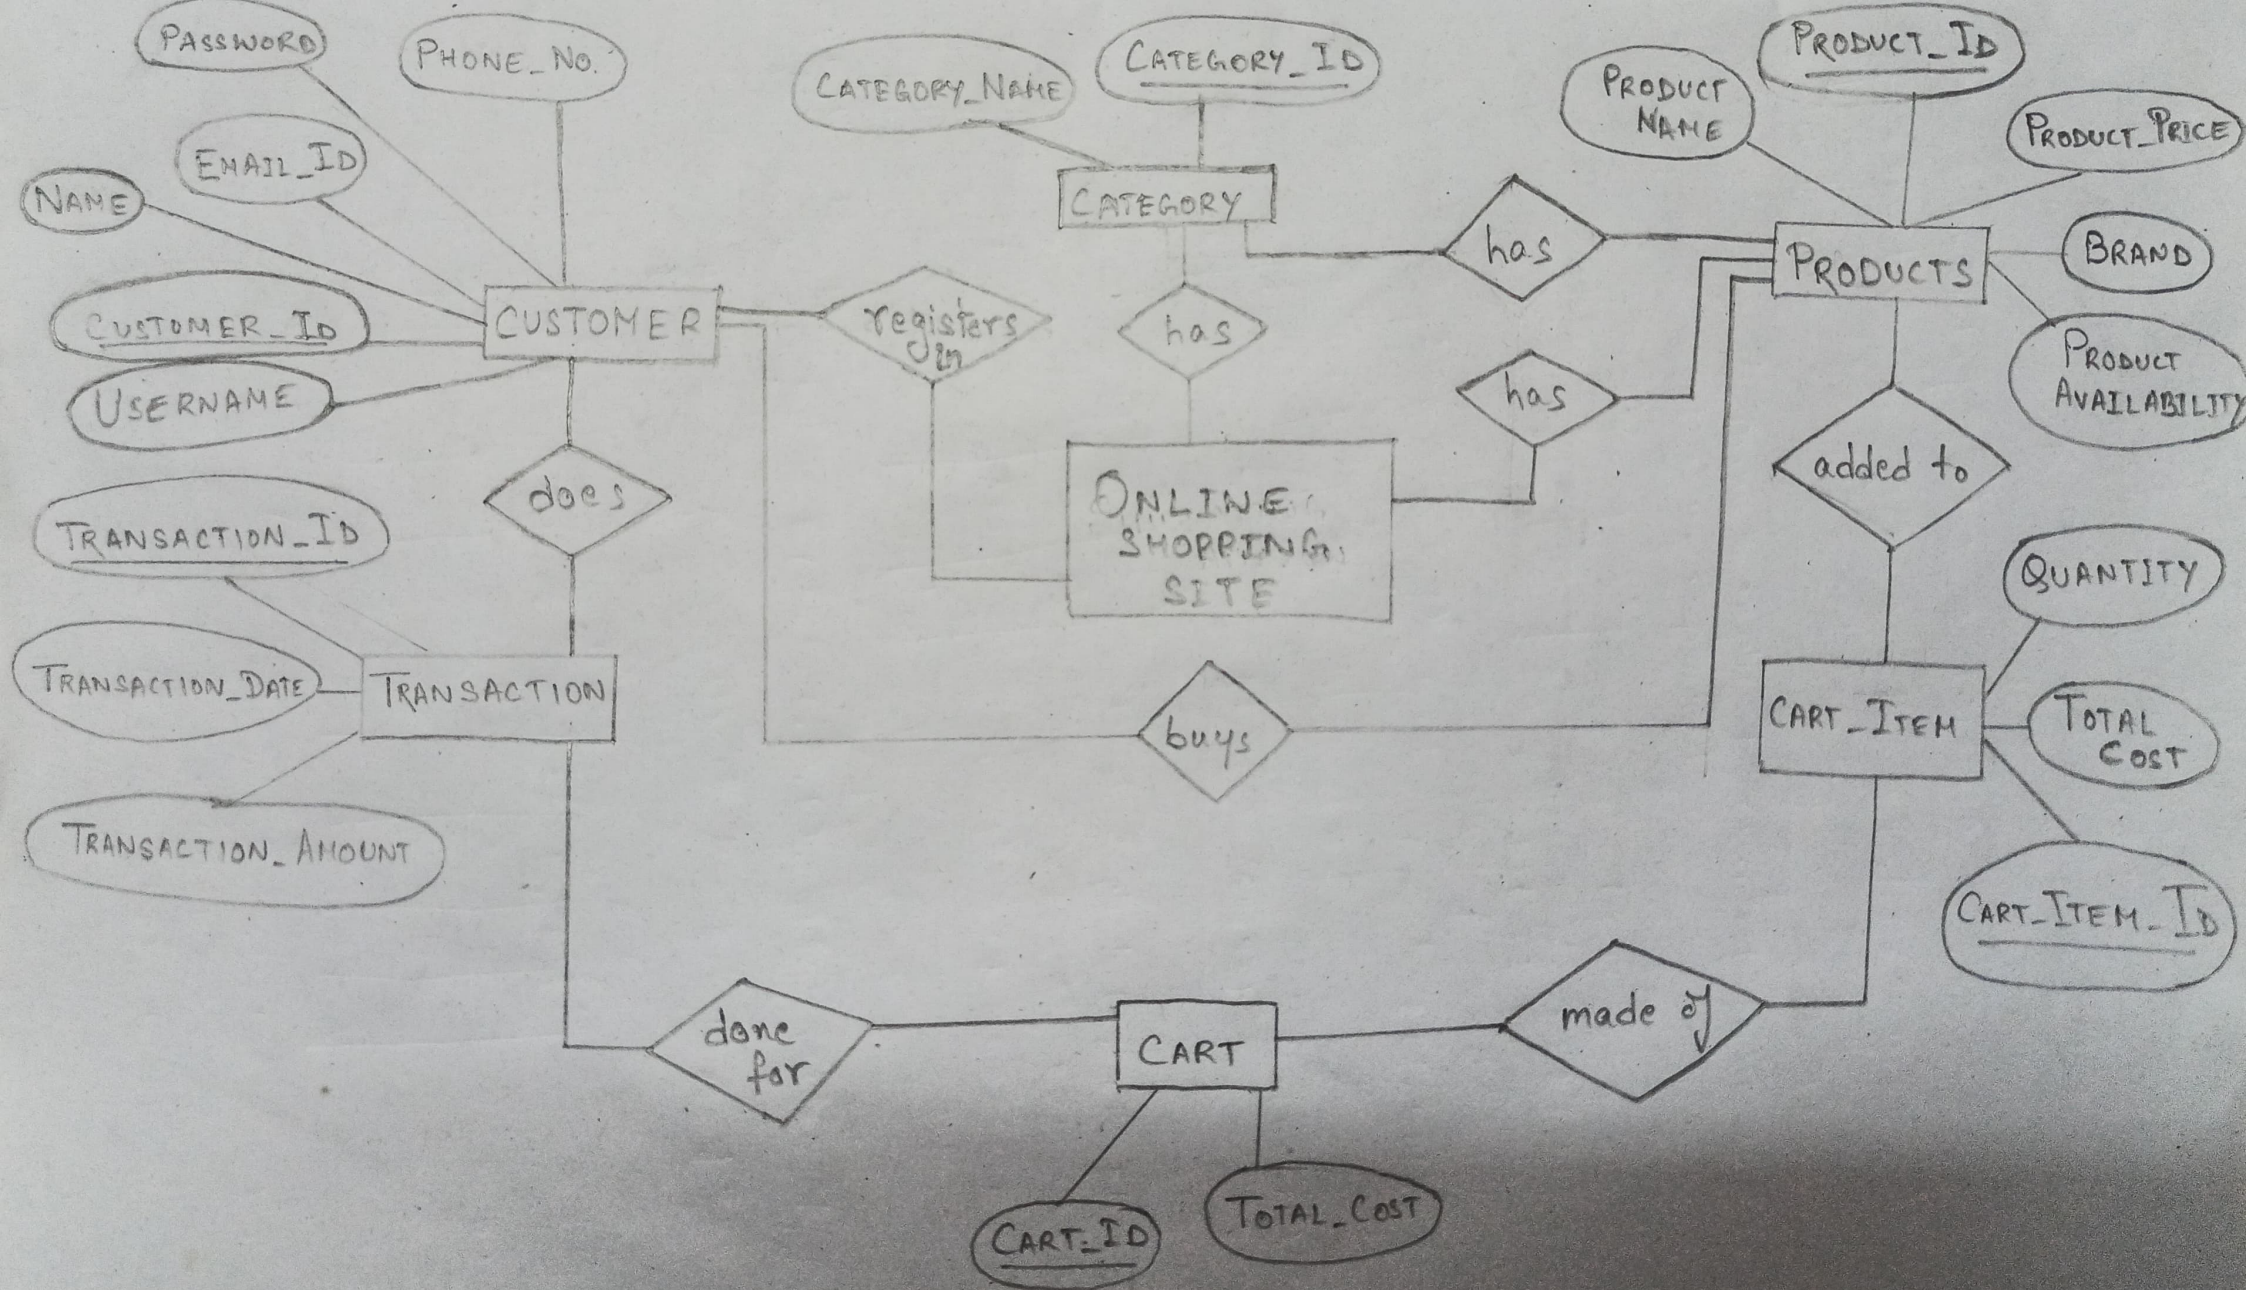 PASSWORD
PHONE_NO.
CATEGORY_NAME
CATEGORY_ID
PRODUCT
NAME
PRODUCT_ID
PRODUCT_PRICE
EMAIL_ID
NAME
CATEGORY
has
PRODUCTS
BRAND
CUSTOMER_ID
CUSTOMER
registers
in
has
has
PRODUCT
AVAILABILITY
USERNAME
does
ONLINE
SHOPPING
SITE
added to
TRANSACTION_ID
QUANTITY
TRANSACTION_DATE
TRANSACTION
buys
CART_ITEM
TOTAL
COST
TRANSACTION_AMOUNT
CART_ITEM_ID
done
for
CART
made of
CART_ID
TOTAL_COST